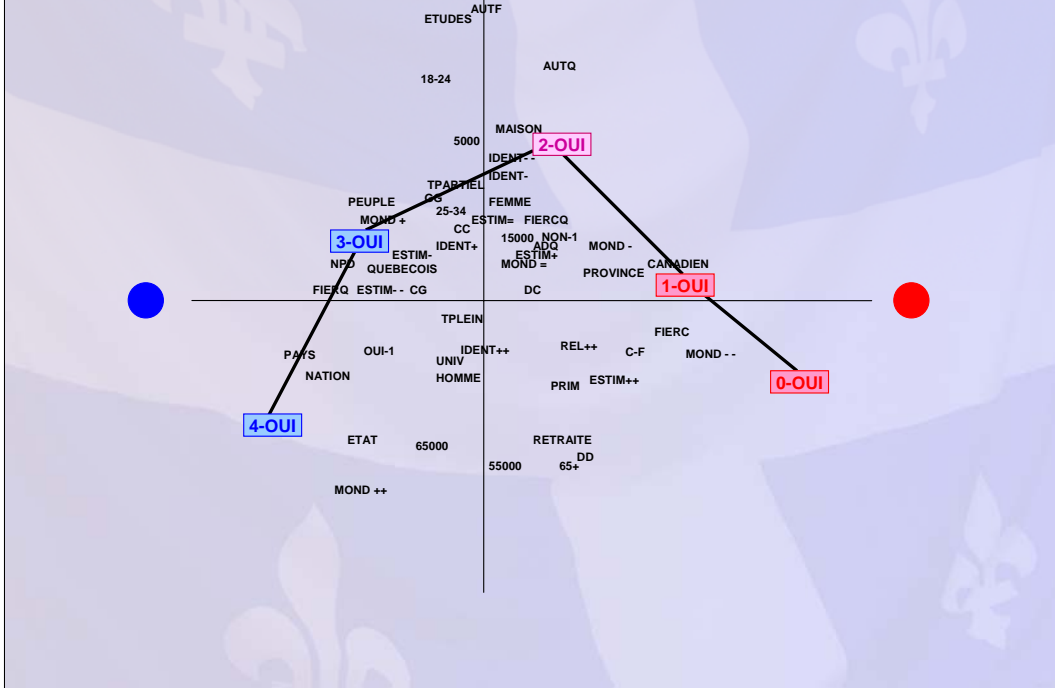 AUTF
ETUDES
AUTQ
18-24
MAISON
5000
2-OUI
IDENT- -
IDENT-
TPARTIEL
GG
PEUPLE
FEMME
25-34
MOND +
ESTIM=
FIERCQ
CC
15000
NON-1
3-OUI
IDENT+
ADQ
MOND -
ESTIM-
ESTIM+
NPD
QUEBECOIS
MOND =
CANADIEN
PROVINCE
1-OUI
FIERQ
ESTIM- -
CG
DC
TPLEIN
FIERC
PAYS
OUI-1
IDENT++
REL++
C-F
MOND - -
UNIV
NATION
HOMME
PRIM
ESTIM++
0-OUI
4-OUI
ETAT
65000
RETRAITE
DD
55000
65+
MOND ++